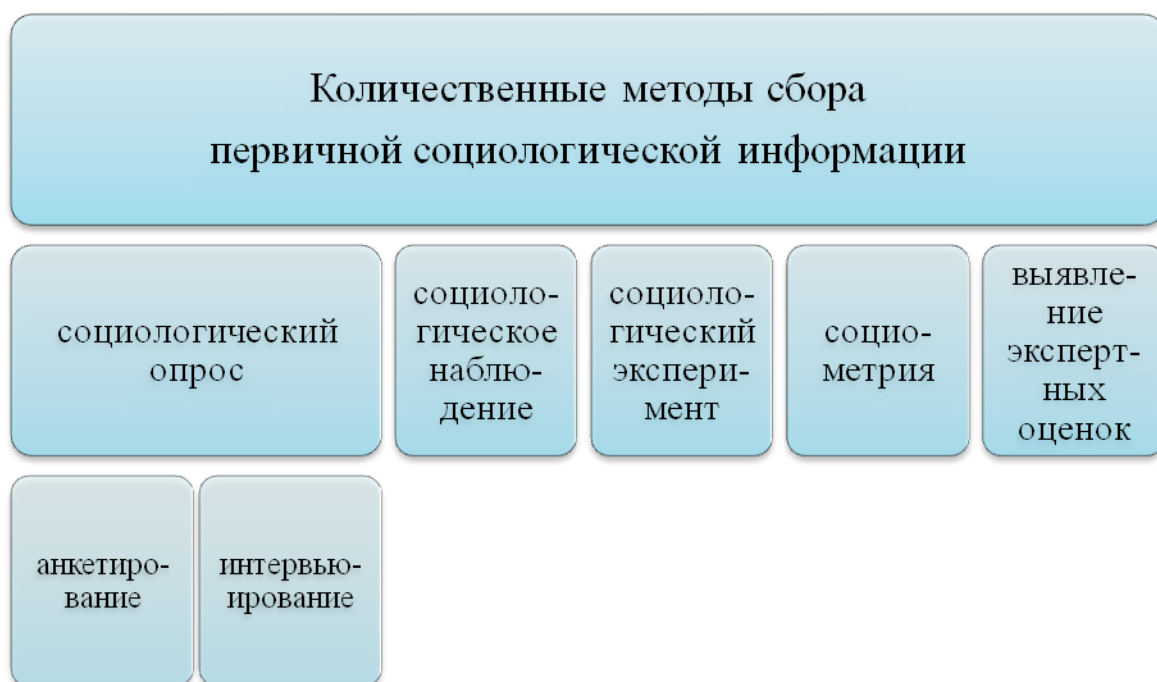 Количественные методы сбора
первичной социологической информации
социологический
опрос
социоло-
гическое
наблю-
дение
социоло-
гический
экспери-
мент
социо-
метрия
выявле-
ние
эксперт-
ных
оценок
анкетиро-
вание
интервью-
ирование